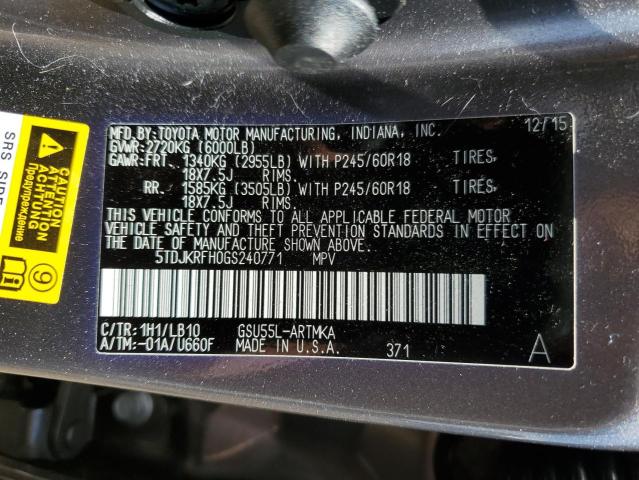 MFD.BY:TOYOTA MOTOR MANUFACTURING, INDIANA, INC. 12/15
GVWR:2720KG (6000LB)
GAWR:FRT. 1340KG (2955LB) WITH P245/60R18 TIRES
18X7.5J RIMS.
RR. 1585KG (3505LB) WITH P245/60R18 TIRES
18X7.5J RIMS.
THIS VEHICLE CONFORMS TO ALL APPLICABLE FEDERAL MOTOR
VEHICLE SAFETY AND THEFT PREVENTION STANDARDS IN EFFECT
ON THE DATE OF MANUFACTURE SHOWN ABOVE.
5TDJKRFH0GS240771 MPV
C/TR:1H1/LB10 GSU55L-ARTMKA
A/TM:-01A/U660F MADE IN U.S.A. 371 A
SRS SIDE
CAUTION
ATTENTION
ACHTUNG
Предупреждение
9
i